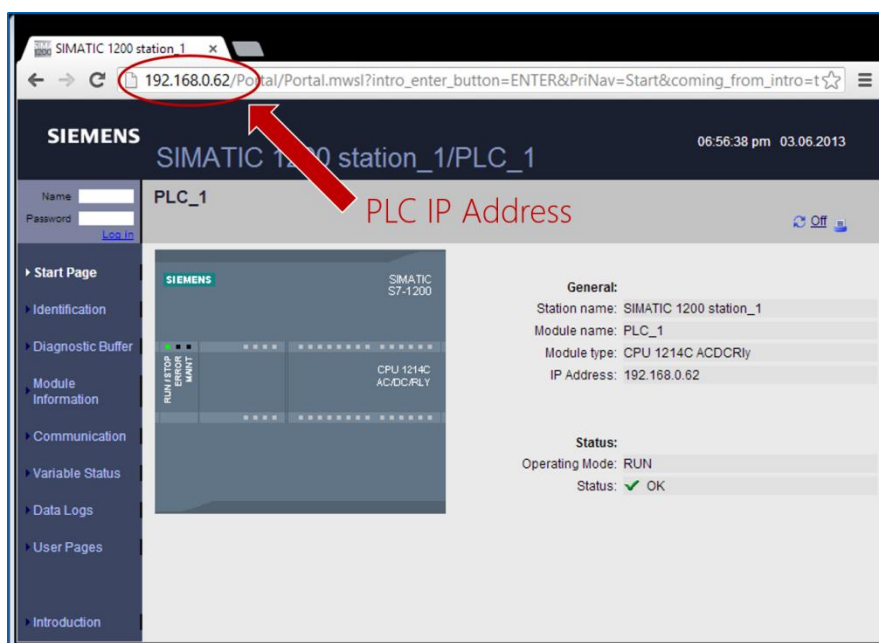 SIMATIC 1200 station_1
192.168.0.62/Portal/Portal.mwsl?intro_enter_button=ENTER&PriNav=Start&coming_from_intro=t
SIEMENS
SIMATIC 1200 station_1/PLC_1
06:56:38 pm 03.06.2013
Name
Password
Log in
PLC_1
PLC IP Address
Off
Start Page
Identification
Diagnostic Buffer
Module
Information
Communication
Variable Status
Data Logs
User Pages
Introduction
SIEMENS
SIMATIC
S7-1200
RUN / STOP
ERROR
MAINT
CPU 1214C
AC/DC/RLY
General:
Station name: SIMATIC 1200 station_1
Module name: PLC_1
Module type: CPU 1214C ACDCRly
IP Address: 192.168.0.62
Status:
Operating Mode: RUN
Status: OK